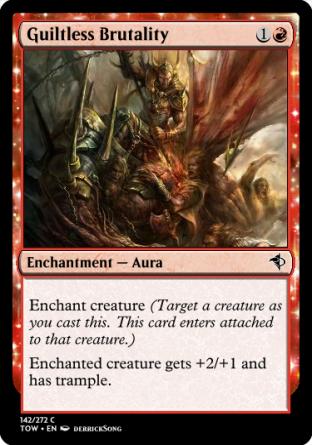 Guiltless Brutality 1
Enchantment — Aura
Enchant creature (Target a creature as
you cast this. This card enters attached
to that creature.)
Enchanted creature gets +2/+1 and
has trample.
142/272 C
TOW • EN DERRICKSONG